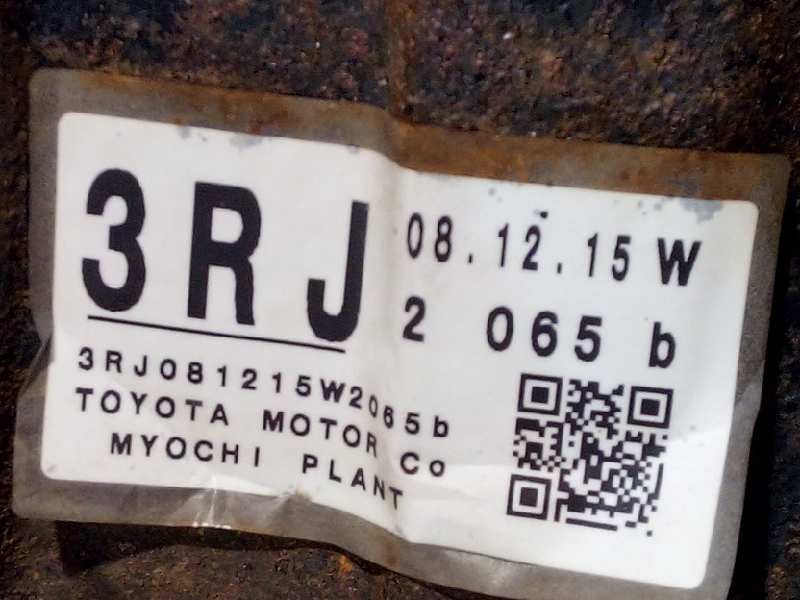 3RJ
08.12.15 W
2 065 b
3RJ081215W2065b
TOYOTA MOTOR Co
MYOCHI PLANT